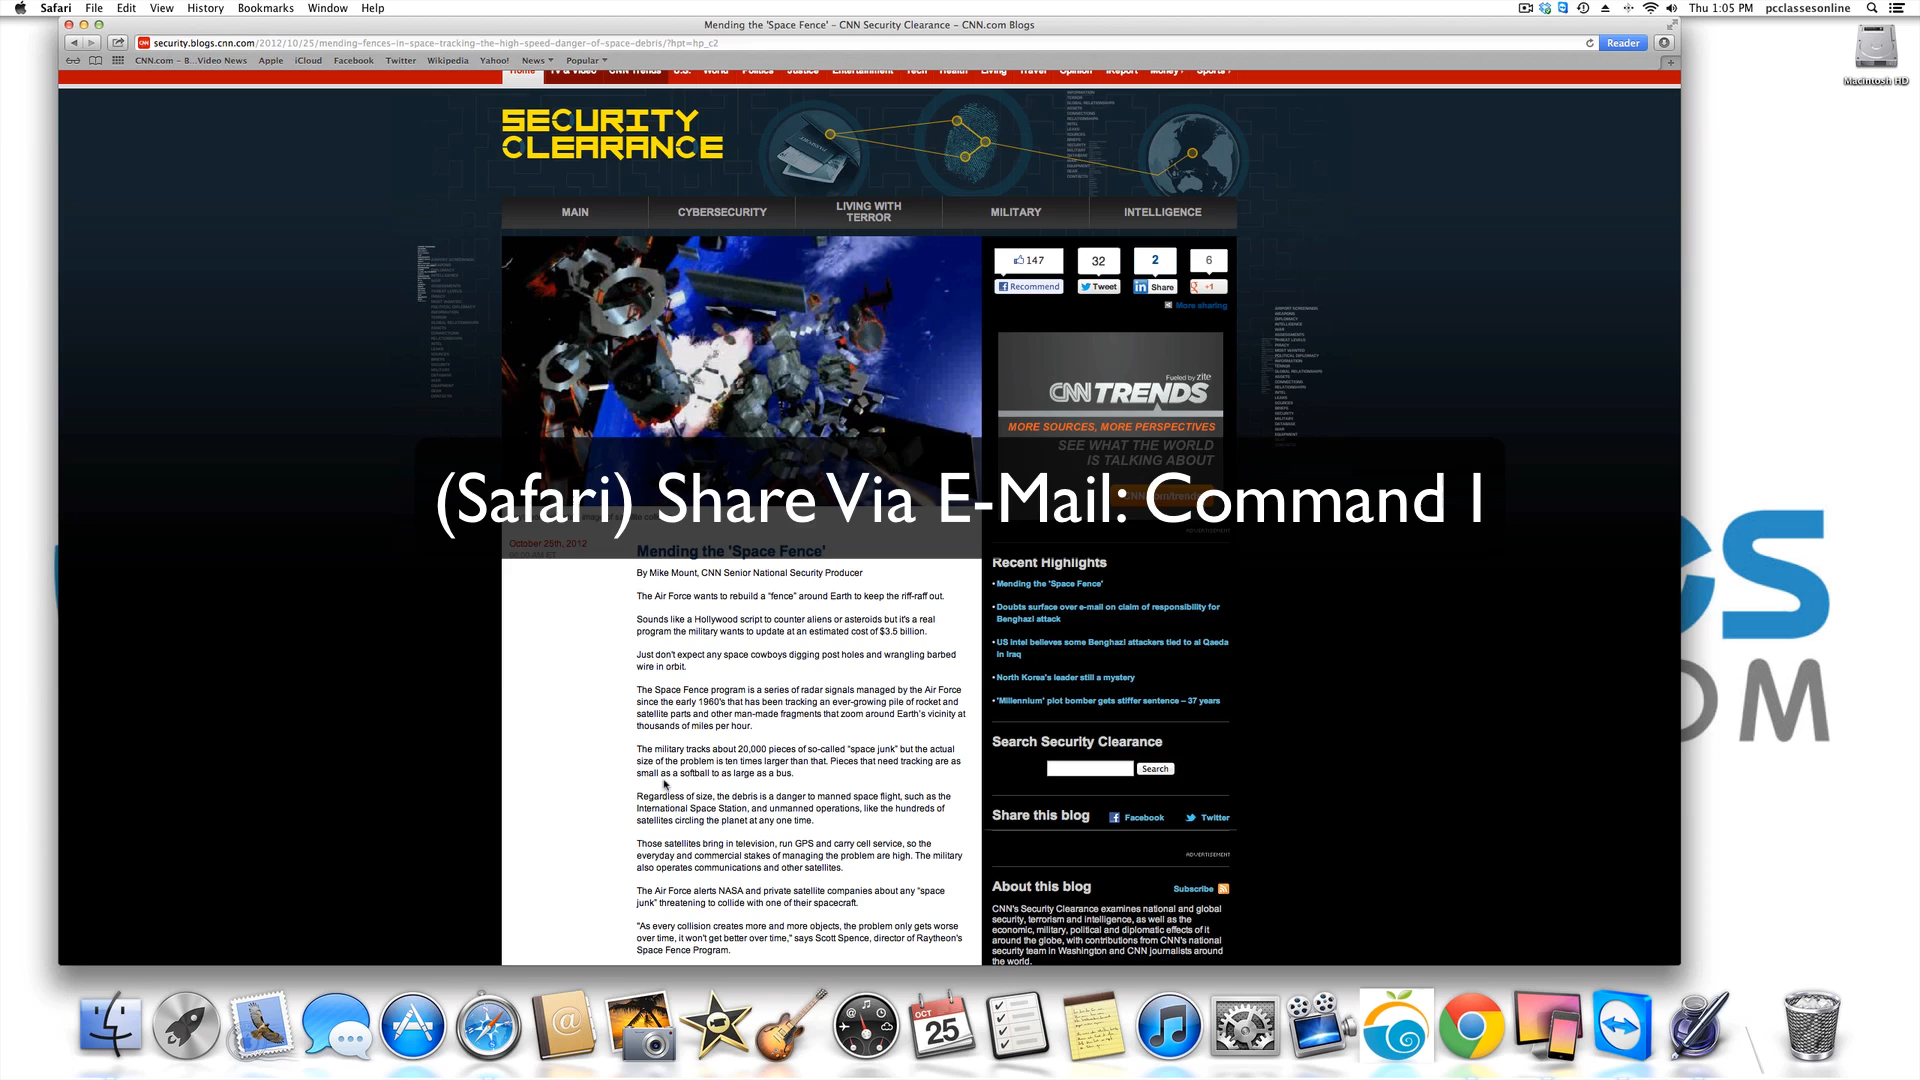 Safari File Edit View History Bookmarks Window Help
Thu 1:05 PM pcclassesonline
Mending the 'Space Fence' – CNN Security Clearance – CNN.com Blogs
security.blogs.cnn.com/2012/10/25/mending-fences-in-space-tracking-the-high-speed-danger-of-space-debris/?hpt=hp_c2
Reader
CNN.com – B...Video News Apple iCloud Facebook Twitter Wikipedia Yahoo! News Popular
Home TV & Video CNN Trends U.S. World Politics Justice Entertainment Tech Health Living Travel Opinion iReport Money Sports
Macintosh HD
SECURITY
CLEARANCE
PASSPORT
MAIN
CYBERSECURITY
LIVING WITH
TERROR
MILITARY
INTELLIGENCE
147 32 2 6
Recommend Tweet in Share +1
More sharing
Fueled by zite
CNN TRENDS
MORE SOURCES, MORE PERSPECTIVES
SEE WHAT THE WORLD
IS TALKING ABOUT
(Safari) Share Via E-Mail: Command I
ADVERTISEMENT
October 25th, 2012
Mending the 'Space Fence'
By Mike Mount, CNN Senior National Security Producer
The Air Force wants to rebuild a "fence" around Earth to keep the riff-raff out.
Sounds like a Hollywood script to counter aliens or asteroids but it's a real
program the military wants to update at an estimated cost of $3.5 billion.
Just don't expect any space cowboys digging post holes and wrangling barbed
wire in orbit.
The Space Fence program is a series of radar signals managed by the Air Force
since the early 1960's that has been tracking an ever-growing pile of rocket and
satellite parts and other man-made fragments that zoom around Earth's vicinity at
thousands of miles per hour.
The military tracks about 20,000 pieces of so-called "space junk" but the actual
size of the problem is ten times larger than that. Pieces that need tracking are as
small as a softball to as large as a bus.
Regardless of size, the debris is a danger to manned space flight, such as the
International Space Station, and unmanned operations, like the hundreds of
satellites circling the planet at any one time.
Those satellites bring in television, run GPS and carry cell service, so the
everyday and commercial stakes of managing the problem are high. The military
also operates communications and other satellites.
The Air Force alerts NASA and private satellite companies about any "space
junk" threatening to collide with one of their spacecraft.
"As every collision creates more and more objects, the problem only gets worse
over time, it won't get better over time," says Scott Spence, director of Raytheon's
Space Fence Program.
Recent Highlights
• Mending the 'Space Fence'
• Doubts surface over e-mail on claim of responsibility for
Benghazi attack
• US intel believes some Benghazi attackers tied to al Qaeda
in Iraq
• North Korea's leader still a mystery
• 'Millennium' plot bomber gets stiffer sentence – 37 years
Search Security Clearance
Search
Share this blog Facebook Twitter
ADVERTISEMENT
About this blog Subscribe
CNN's Security Clearance examines national and global
security, terrorism and intelligence, as well as the
economic, military, political and diplomatic effects of it
around the globe, with contributions from CNN's national
security team in Washington and CNN journalists around
the world.
OCT
25